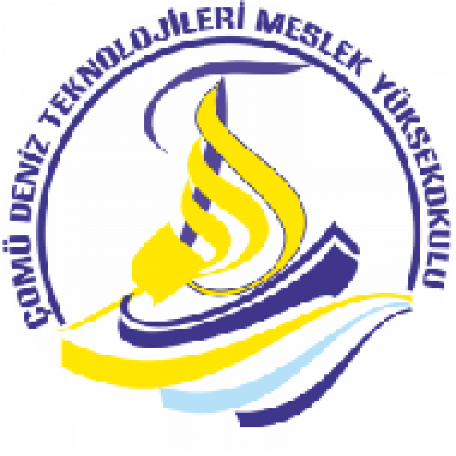 ÇOMÜ DENİZ TEKNOLOJİLERİ MESLEK YÜKSEKOKULU